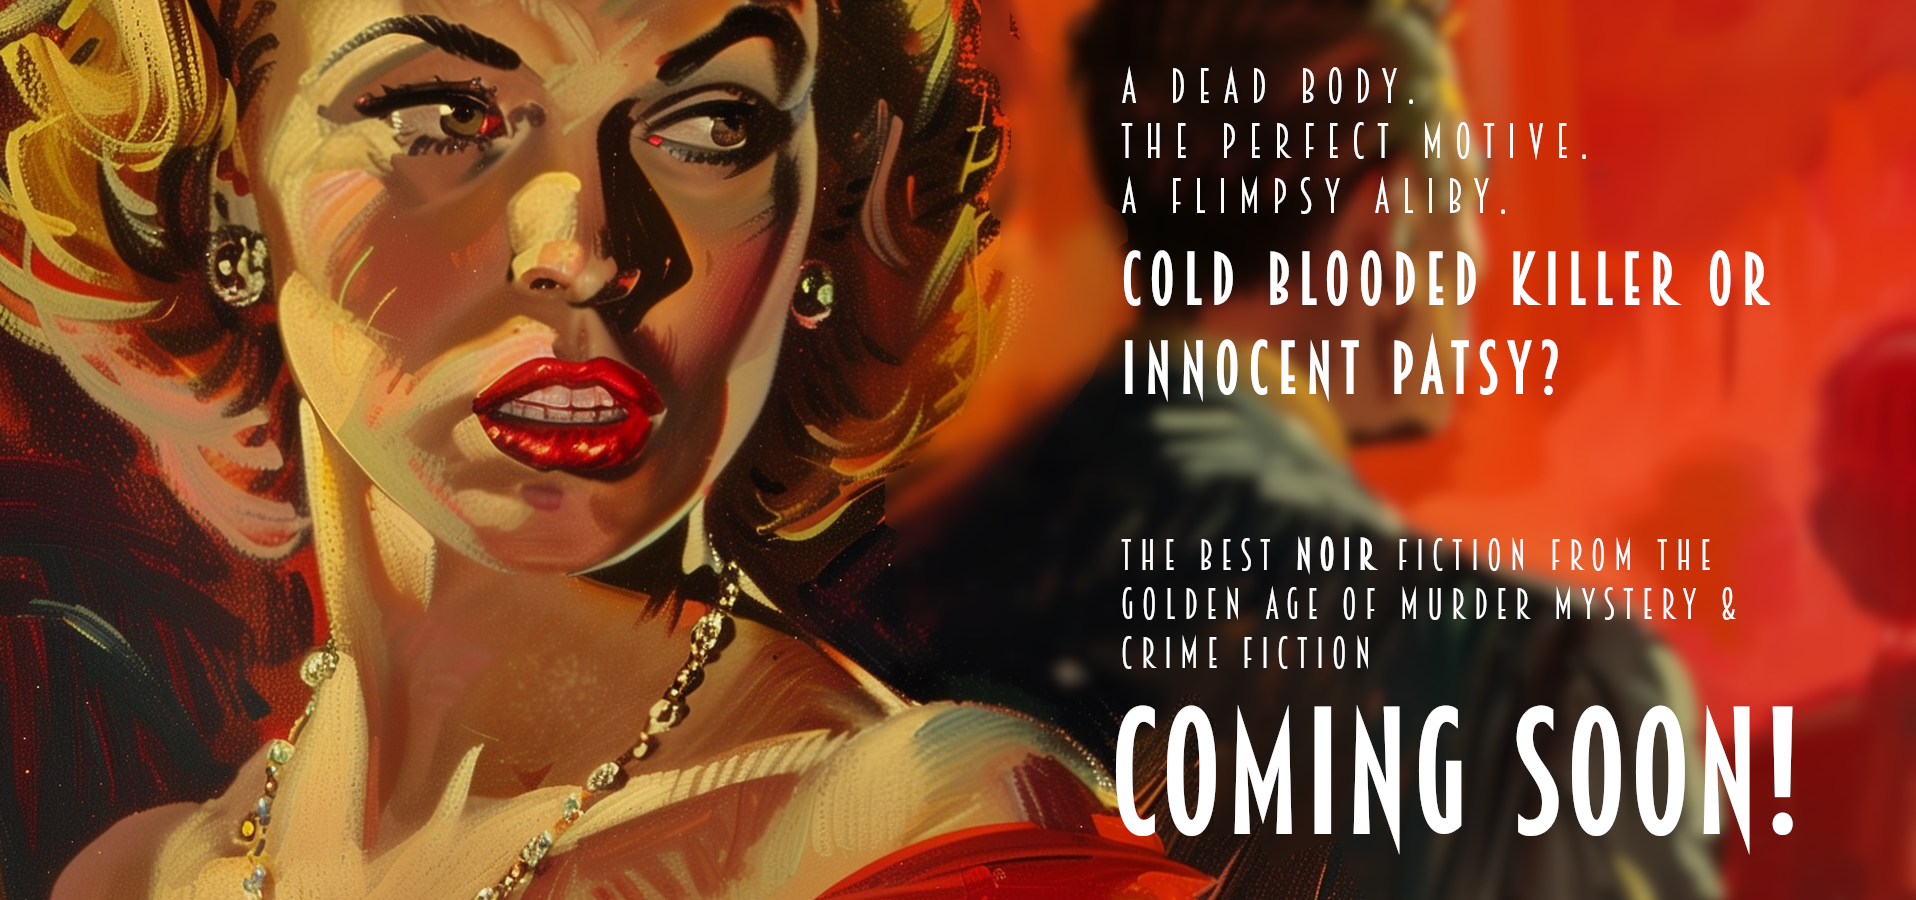 A DEAD BODY.
THE PERFECT MOTIVE.
A FLIMPSY ALIBY.
COLD BLOODED KILLER OR
INNOCENT PATSY?
THE BEST NOIR FICTION FROM THE
GOLDEN AGE OF MURDER MYSTERY &
CRIME FICTION
COMING SOON!